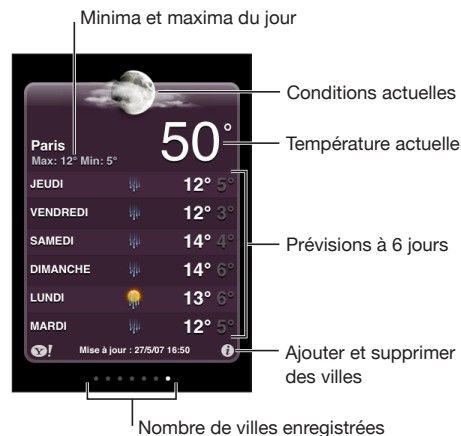 Minima et maxima du jour
Conditions actuelles
50°
Température actuelle
Paris
Max: 12° Min: 5°
JEUDI 12° 5°
VENDREDI 12° 3°
SAMEDI 14° 4°
Prévisions à 6 jours
DIMANCHE 14° 6°
LUNDI 13° 6°
MARDI 12° 5°
Y! Mise à jour : 27/5/07 16:50 i
Ajouter et supprimer
des villes
Nombre de villes enregistrées